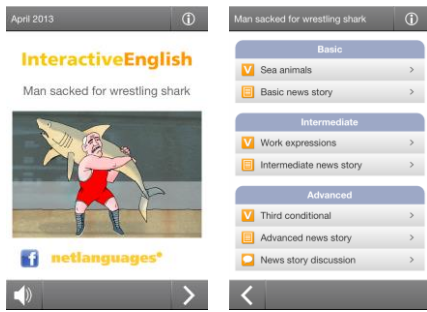 April 2013
InteractiveEnglish
Man sacked for wrestling shark
f netlanguages
Man sacked for wrestling shark
Basic
V Sea animals
Basic news story
Intermediate
V Work expressions
Intermediate news story
Advanced
V Third conditional
Advanced news story
News story discussion